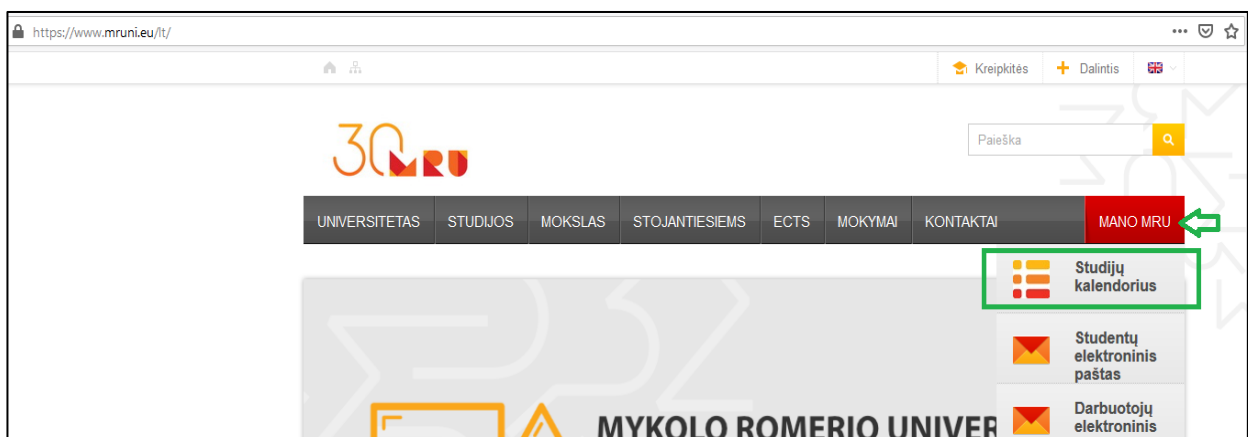 https://www.mruni.eu/lt/
Kreipkitės
Dalintis
30
MRU
Paieška
UNIVERSITETAS STUDIJOS MOKSLAS STOJANTIESIEMS ECTS MOKYMAI KONTAKTAI MANO MRU
Studijų
kalendorius
Studentų
elektroninis
paštas
Darbuotojų
elektroninis
MYKOLO ROMERIO UNIVER